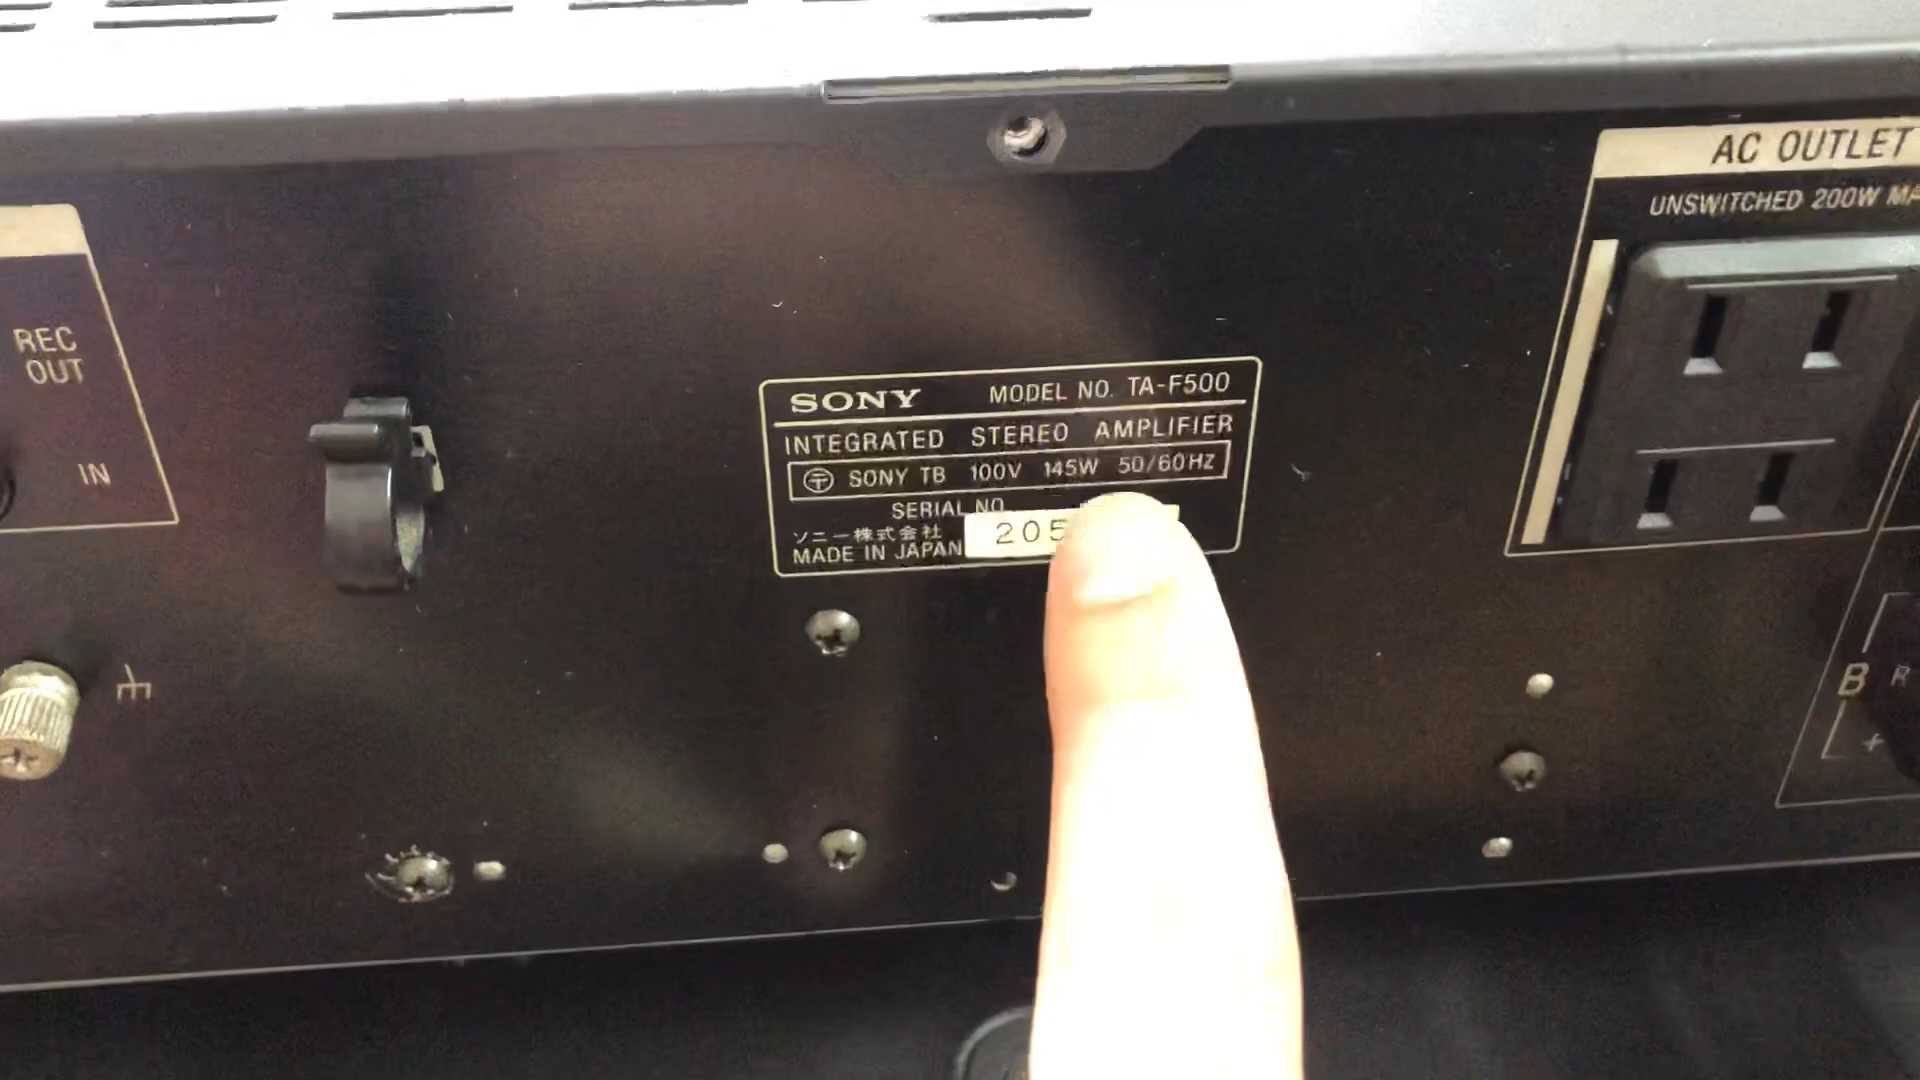 AC OUTLET
UNSWITCHED 200W
REC
OUT
IN
SONY MODEL NO. TA-F500
INTEGRATED STEREO AMPLIFIER
SONY TB 100V 145W 50/60HZ
SERIAL NO.
205
ソニー株式会社
MADE IN JAPAN
B R
+